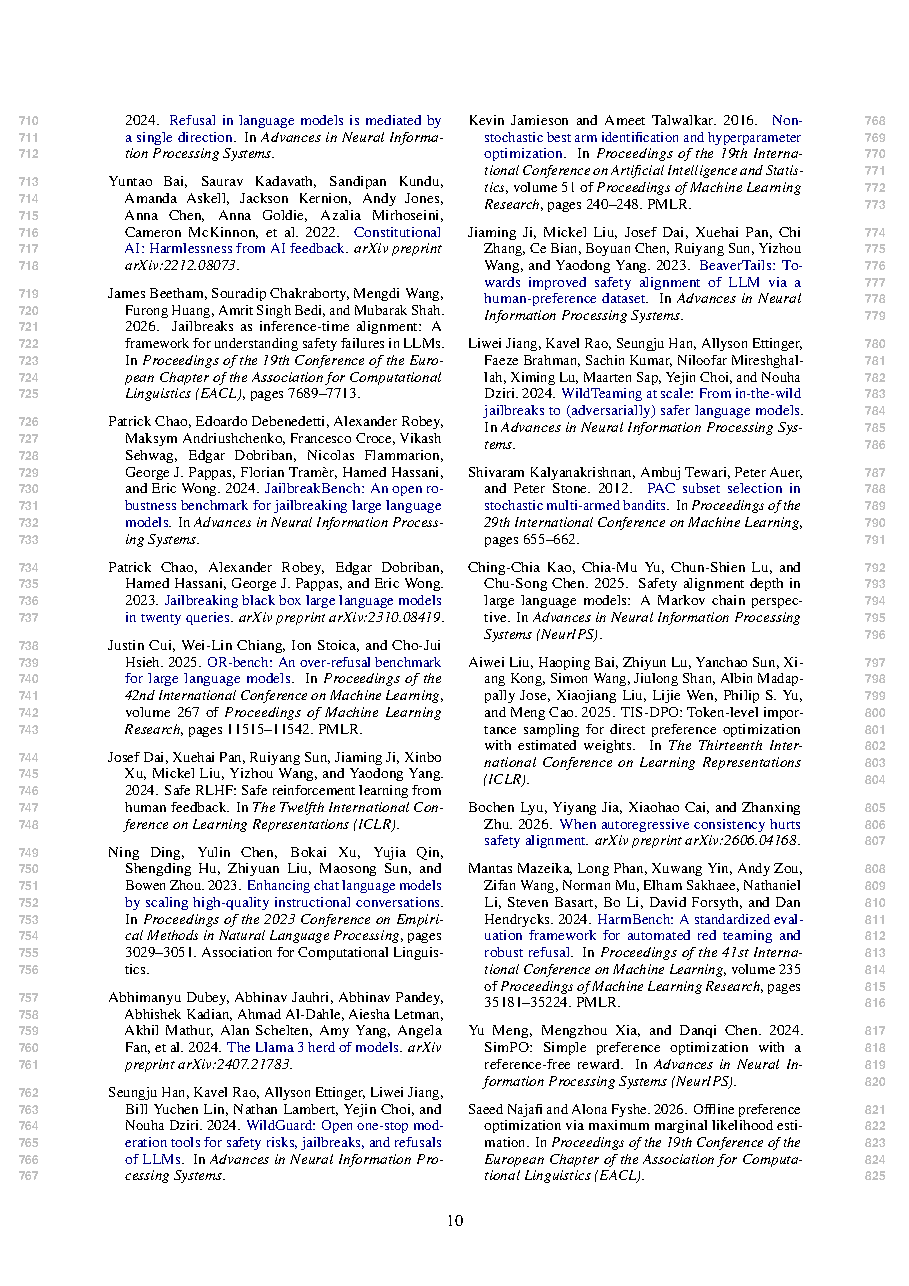 710 2024. Refusal in language models is mediated by
711 a single direction. In Advances in Neural Informa-
712 tion Processing Systems.
713 Yuntao Bai, Saurav Kadavath, Sandipan Kundu,
714 Amanda Askell, Jackson Kernion, Andy Jones,
715 Anna Chen, Anna Goldie, Azalia Mirhoseini,
716 Cameron McKinnon, et al. 2022. Constitutional
717 AI: Harmlessness from AI feedback. arXiv preprint
718 arXiv:2212.08073.
719 James Beetham, Souradip Chakraborty, Mengdi Wang,
720 Furong Huang, Amrit Singh Bedi, and Mubarak Shah.
721 2026. Jailbreaks as inference-time alignment: A
722 framework for understanding safety failures in LLMs.
723 In Proceedings of the 19th Conference of the Euro-
724 pean Chapter of the Association for Computational
725 Linguistics (EACL), pages 7689–7713.
726 Patrick Chao, Edoardo Debenedetti, Alexander Robey,
727 Maksym Andriushchenko, Francesco Croce, Vikash
728 Sehwag, Edgar Dobriban, Nicolas Flammarion,
729 George J. Pappas, Florian Tramèr, Hamed Hassani,
730 and Eric Wong. 2024. JailbreakBench: An open ro-
731 bustness benchmark for jailbreaking large language
732 models. In Advances in Neural Information Process-
733 ing Systems.
734 Patrick Chao, Alexander Robey, Edgar Dobriban,
735 Hamed Hassani, George J. Pappas, and Eric Wong.
736 2023. Jailbreaking black box large language models
737 in twenty queries. arXiv preprint arXiv:2310.08419.
738 Justin Cui, Wei-Lin Chiang, Ion Stoica, and Cho-Jui
739 Hsieh. 2025. OR-bench: An over-refusal benchmark
740 for large language models. In Proceedings of the
741 42nd International Conference on Machine Learning,
742 volume 267 of Proceedings of Machine Learning
743 Research, pages 11515–11542. PMLR.
744 Josef Dai, Xuehai Pan, Ruiyang Sun, Jiaming Ji, Xinbo
745 Xu, Mickel Liu, Yizhou Wang, and Yaodong Yang.
746 2024. Safe RLHF: Safe reinforcement learning from
747 human feedback. In The Twelfth International Con-
748 ference on Learning Representations (ICLR).
749 Ning Ding, Yulin Chen, Bokai Xu, Yujia Qin,
750 Shengding Hu, Zhiyuan Liu, Maosong Sun, and
751 Bowen Zhou. 2023. Enhancing chat language models
752 by scaling high-quality instructional conversations.
753 In Proceedings of the 2023 Conference on Empiri-
754 cal Methods in Natural Language Processing, pages
755 3029–3051. Association for Computational Linguis-
756 tics.
757 Abhimanyu Dubey, Abhinav Jauhri, Abhinav Pandey,
758 Abhishek Kadian, Ahmad Al-Dahle, Aiesha Letman,
759 Akhil Mathur, Alan Schelten, Amy Yang, Angela
760 Fan, et al. 2024. The Llama 3 herd of models. arXiv
761 preprint arXiv:2407.21783.
762 Seungju Han, Kavel Rao, Allyson Ettinger, Liwei Jiang,
763 Bill Yuchen Lin, Nathan Lambert, Yejin Choi, and
764 Nouha Dziri. 2024. WildGuard: Open one-stop mod-
765 eration tools for safety risks, jailbreaks, and refusals
766 of LLMs. In Advances in Neural Information Pro-
767 cessing Systems.
Kevin Jamieson and Ameet Talwalkar. 2016. Non- 768
stochastic best arm identification and hyperparameter 769
optimization. In Proceedings of the 19th Interna- 770
tional Conference on Artificial Intelligence and Statis- 771
tics, volume 51 of Proceedings of Machine Learning 772
Research, pages 240–248. PMLR. 773
Jiaming Ji, Mickel Liu, Josef Dai, Xuehai Pan, Chi 774
Zhang, Ce Bian, Boyuan Chen, Ruiyang Sun, Yizhou 775
Wang, and Yaodong Yang. 2023. BeaverTails: To- 776
wards improved safety alignment of LLM via a 777
human-preference dataset. In Advances in Neural 778
Information Processing Systems. 779
Liwei Jiang, Kavel Rao, Seungju Han, Allyson Ettinger, 780
Faeze Brahman, Sachin Kumar, Niloofar Mireshghal- 781
lah, Ximing Lu, Maarten Sap, Yejin Choi, and Nouha 782
Dziri. 2024. WildTeaming at scale: From in-the-wild 783
jailbreaks to (adversarially) safer language models. 784
In Advances in Neural Information Processing Sys- 785
tems. 786
Shivaram Kalyanakrishnan, Ambuj Tewari, Peter Auer, 787
and Peter Stone. 2012. PAC subset selection in 788
stochastic multi-armed bandits. In Proceedings of the 789
29th International Conference on Machine Learning, 790
pages 655–662. 791
Ching-Chia Kao, Chia-Mu Yu, Chun-Shien Lu, and 792
Chu-Song Chen. 2025. Safety alignment depth in 793
large language models: A Markov chain perspec- 794
tive. In Advances in Neural Information Processing 795
Systems (NeurIPS). 796
Aiwei Liu, Haoping Bai, Zhiyun Lu, Yanchao Sun, Xi- 797
ang Kong, Simon Wang, Jiulong Shan, Albin Madap- 798
pally Jose, Xiaojiang Liu, Lijie Wen, Philip S. Yu, 799
and Meng Cao. 2025. TIS-DPO: Token-level impor- 800
tance sampling for direct preference optimization 801
with estimated weights. In The Thirteenth Inter- 802
national Conference on Learning Representations 803
(ICLR). 804
Bochen Lyu, Yiyang Jia, Xiaohao Cai, and Zhanxing 805
Zhu. 2026. When autoregressive consistency hurts 806
safety alignment. arXiv preprint arXiv:2606.04168. 807
Mantas Mazeika, Long Phan, Xuwang Yin, Andy Zou, 808
Zifan Wang, Norman Mu, Elham Sakhaee, Nathaniel 809
Li, Steven Basart, Bo Li, David Forsyth, and Dan 810
Hendrycks. 2024. HarmBench: A standardized eval- 811
uation framework for automated red teaming and 812
robust refusal. In Proceedings of the 41st Interna- 813
tional Conference on Machine Learning, volume 235 814
of Proceedings of Machine Learning Research, pages 815
35181–35224. PMLR. 816
Yu Meng, Mengzhou Xia, and Danqi Chen. 2024. 817
SimPO: Simple preference optimization with a 818
reference-free reward. In Advances in Neural In- 819
formation Processing Systems (NeurIPS). 820
Saeed Najafi and Alona Fyshe. 2026. Offline preference 821
optimization via maximum marginal likelihood esti- 822
mation. In Proceedings of the 19th Conference of the 823
European Chapter of the Association for Computa- 824
tional Linguistics (EACL). 825
10